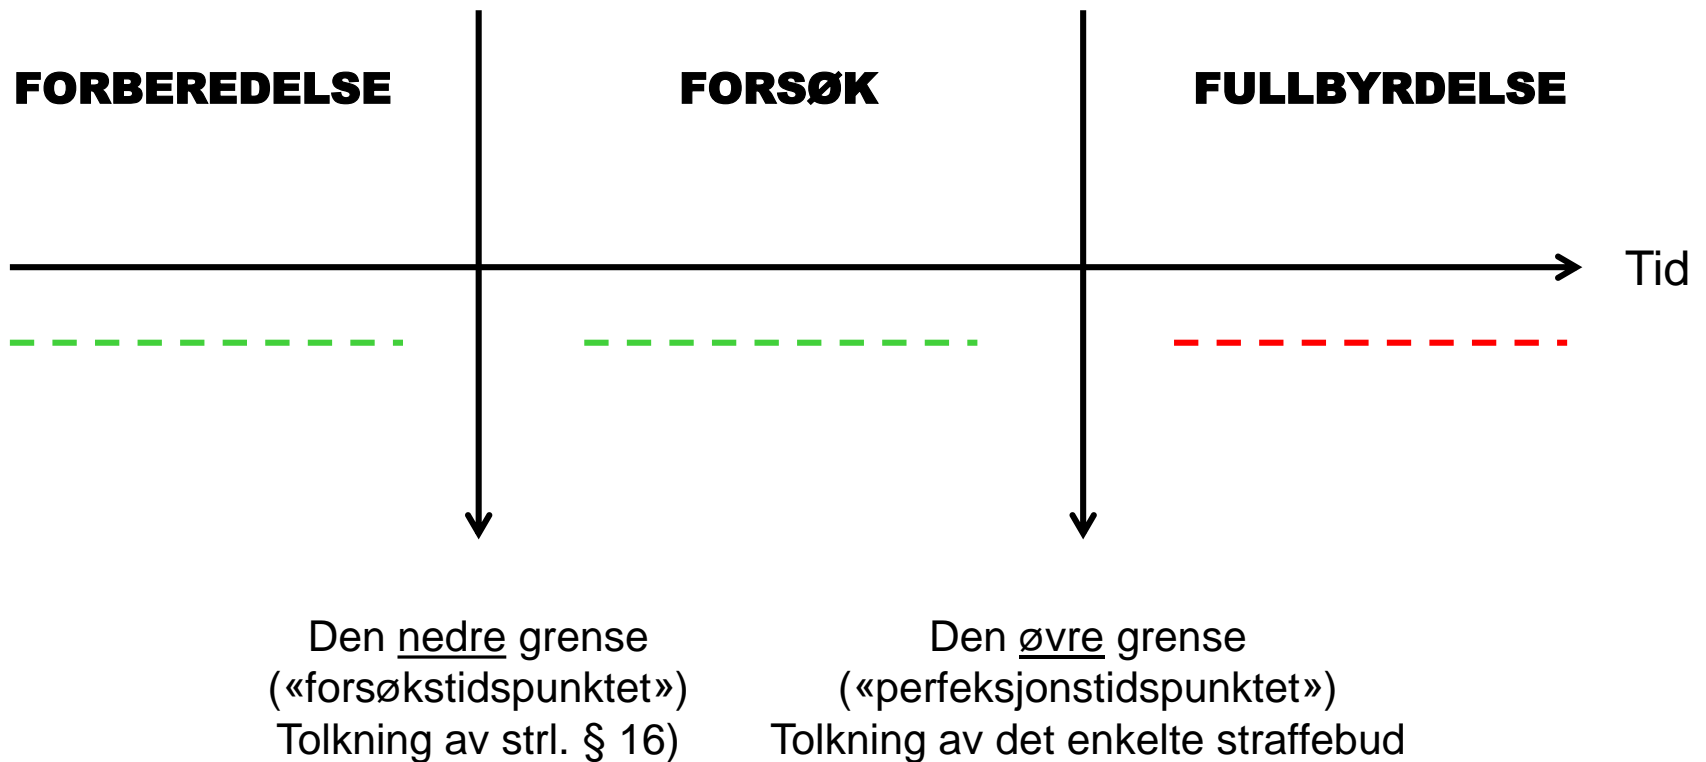 FORBEREDELSE
FORSØK
FULLBYRDELSE
Tid
Den nedre grense
(«forsøkstidspunktet»)
Tolkning av strl. § 16)
Den øvre grense
(«perfeksjonstidspunktet»)
Tolkning av det enkelte straffebud